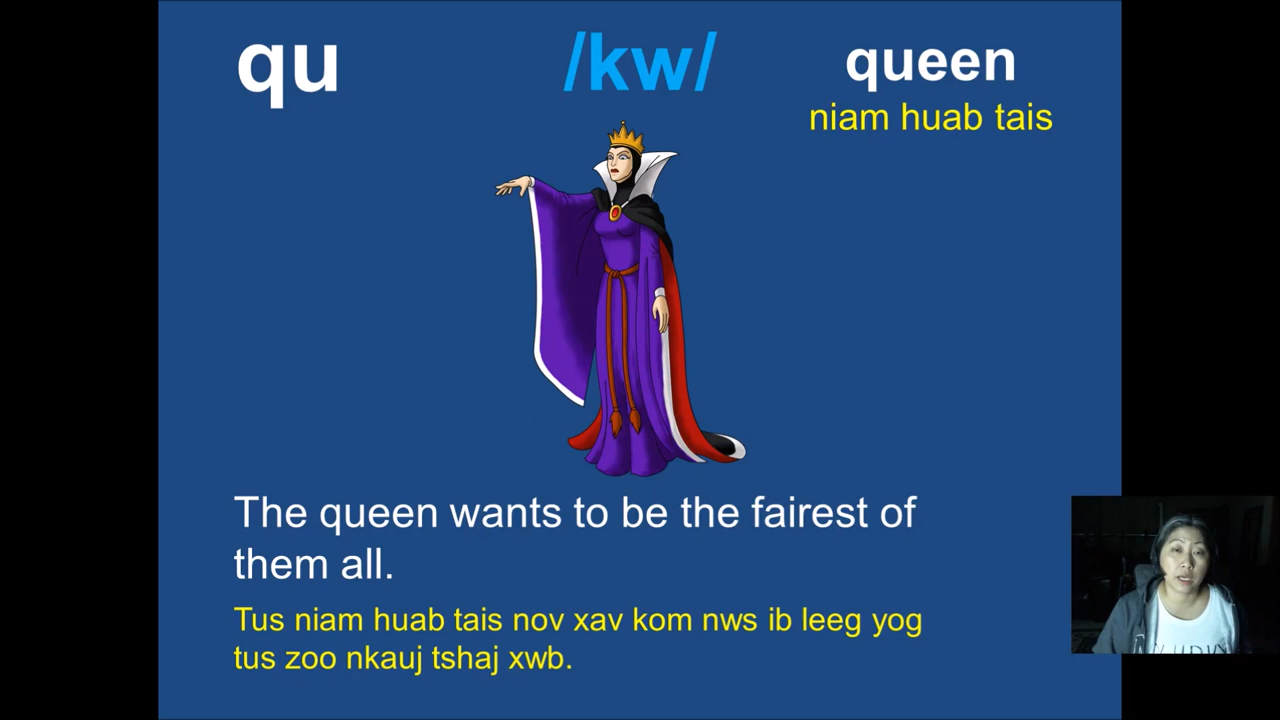 qu
/kw/
queen
niam huab tais
The queen wants to be the fairest of
them all.
Tus niam huab tais nov xav kom nws ib leeg yog
tus zoo nkauj tshaj xwb.